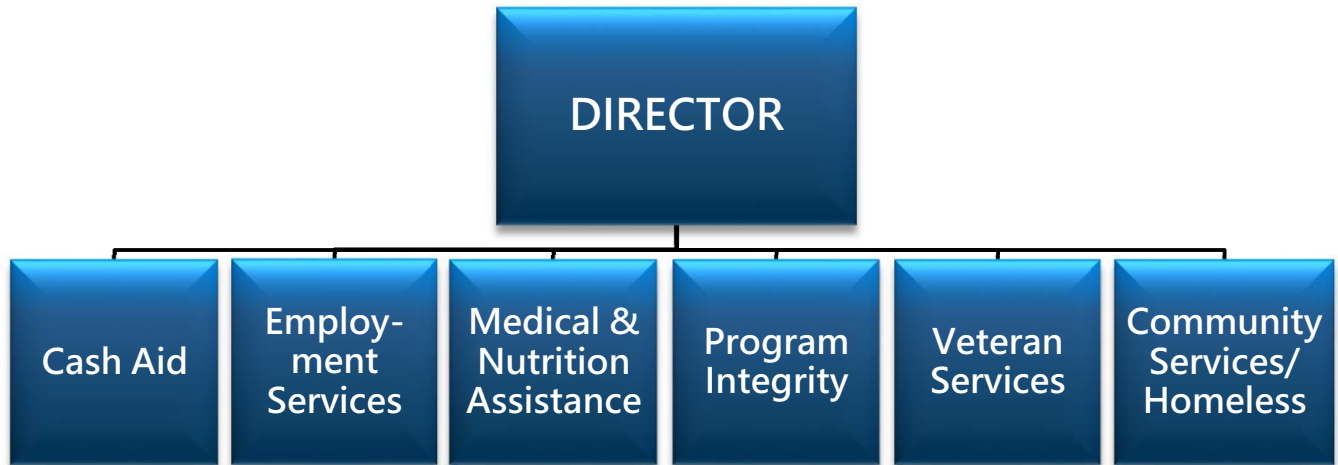 DIRECTOR
Cash Aid
Employ-
ment
Services
Medical &
Nutrition
Assistance
Program
Integrity
Veteran
Services
Community
Services/
Homeless